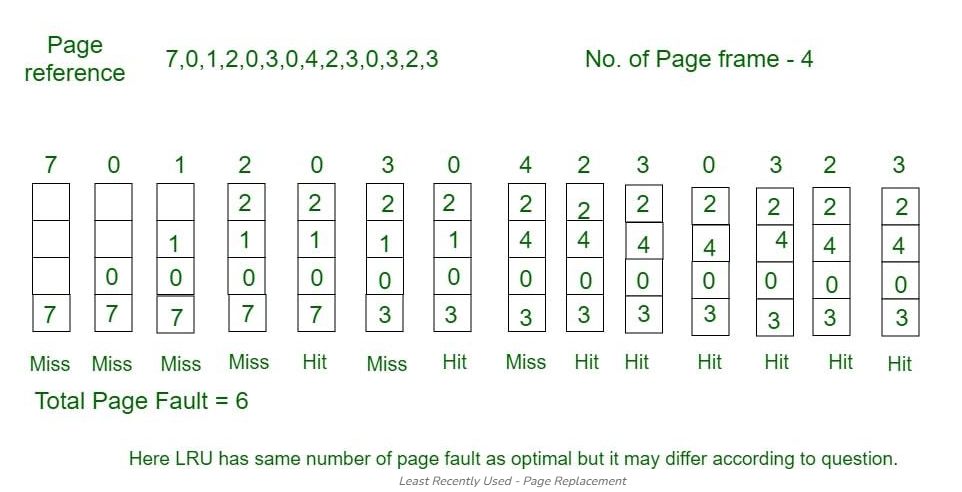 Page
reference
7,0,1,2,0,3,0,4,2,3,0,3,2,3
No. of Page frame - 4
7 0 1 2 0 3 0 4 2 3 0 3 2 3
2 2 2 2 2 2 2 2 2 2 2
1 1 1 1 1 4 4 4 4 4 4 4
0 0 0 0 0 0 0 0 0 0 0 0 0
7 7 7 7 7 3 3 3 3 3 3 3 3 3
Miss Miss Miss Miss Hit Miss Hit Miss Hit Hit Hit Hit Hit Hit
Total Page Fault = 6
Here LRU has same number of page fault as optimal but it may differ according to question.
Least Recently Used - Page Replacement